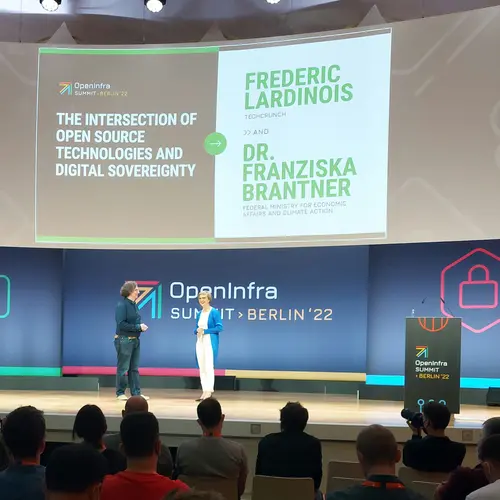 OpenInfra
SUMMIT > BERLIN '22
THE INTERSECTION OF
OPEN SOURCE
TECHNOLOGIES AND
DIGITAL SOVEREIGNTY
FREDERIC
LARDINOIS
TECHCRUNCH
AND
DR.
FRANZISKA
BRANTNER
FEDERAL MINISTRY FOR ECONOMIC
AFFAIRS AND CLIMATE ACTION
OpenInfra
SUMMIT > BERLIN '22
OpenInfra
SUMMIT
> BERLIN '22